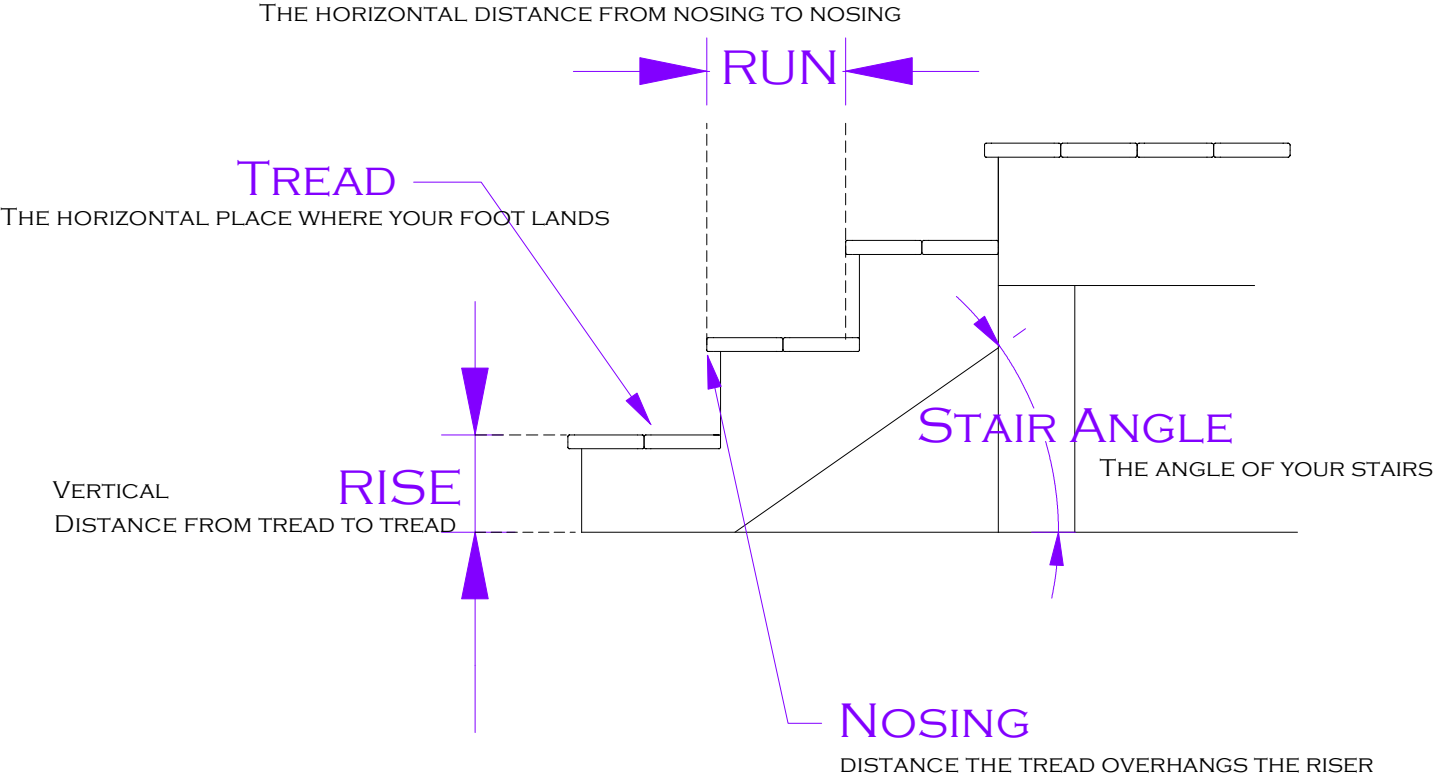 THE HORIZONTAL DISTANCE FROM NOSING TO NOSING
RUN
TREAD
THE HORIZONTAL PLACE WHERE YOUR FOOT LANDS
STAIR ANGLE
THE ANGLE OF YOUR STAIRS
RISE
VERTICAL
DISTANCE FROM TREAD TO TREAD
NOSING
DISTANCE THE TREAD OVERHANGS THE RISER